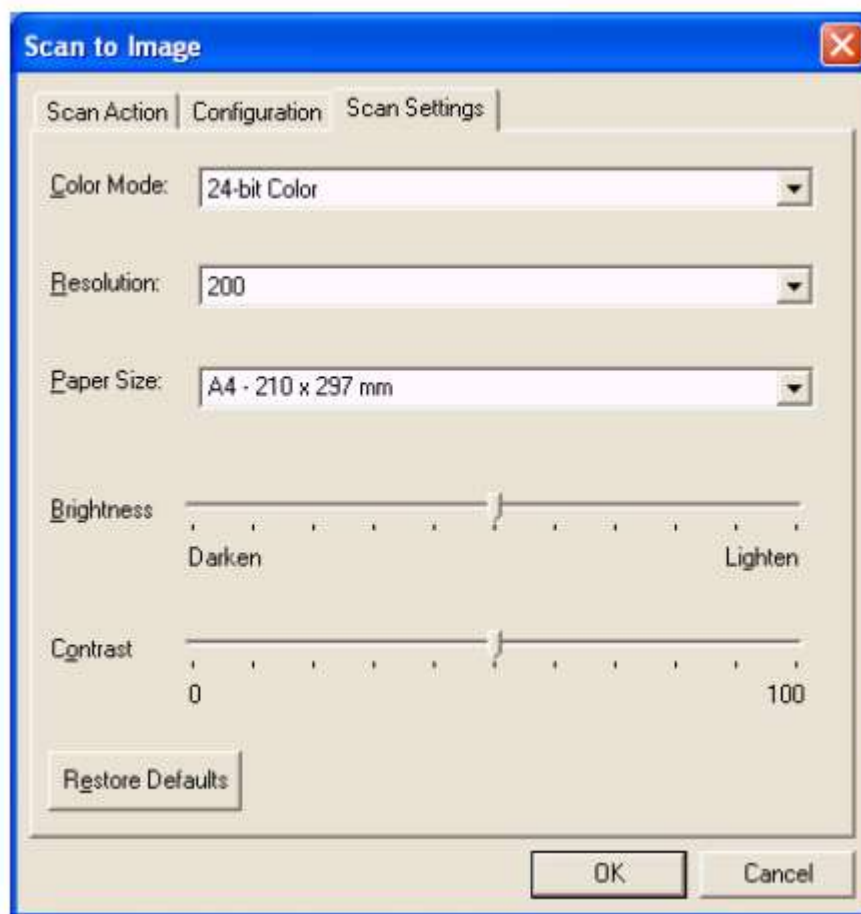 Scan to Image
Scan Action Configuration Scan Settings
Color Mode: 24-bit Color
Resolution: 200
Paper Size: A4 - 210 x 297 mm
Brightness
Darken Lighten
Contrast
0 100
Restore Defaults
OK Cancel